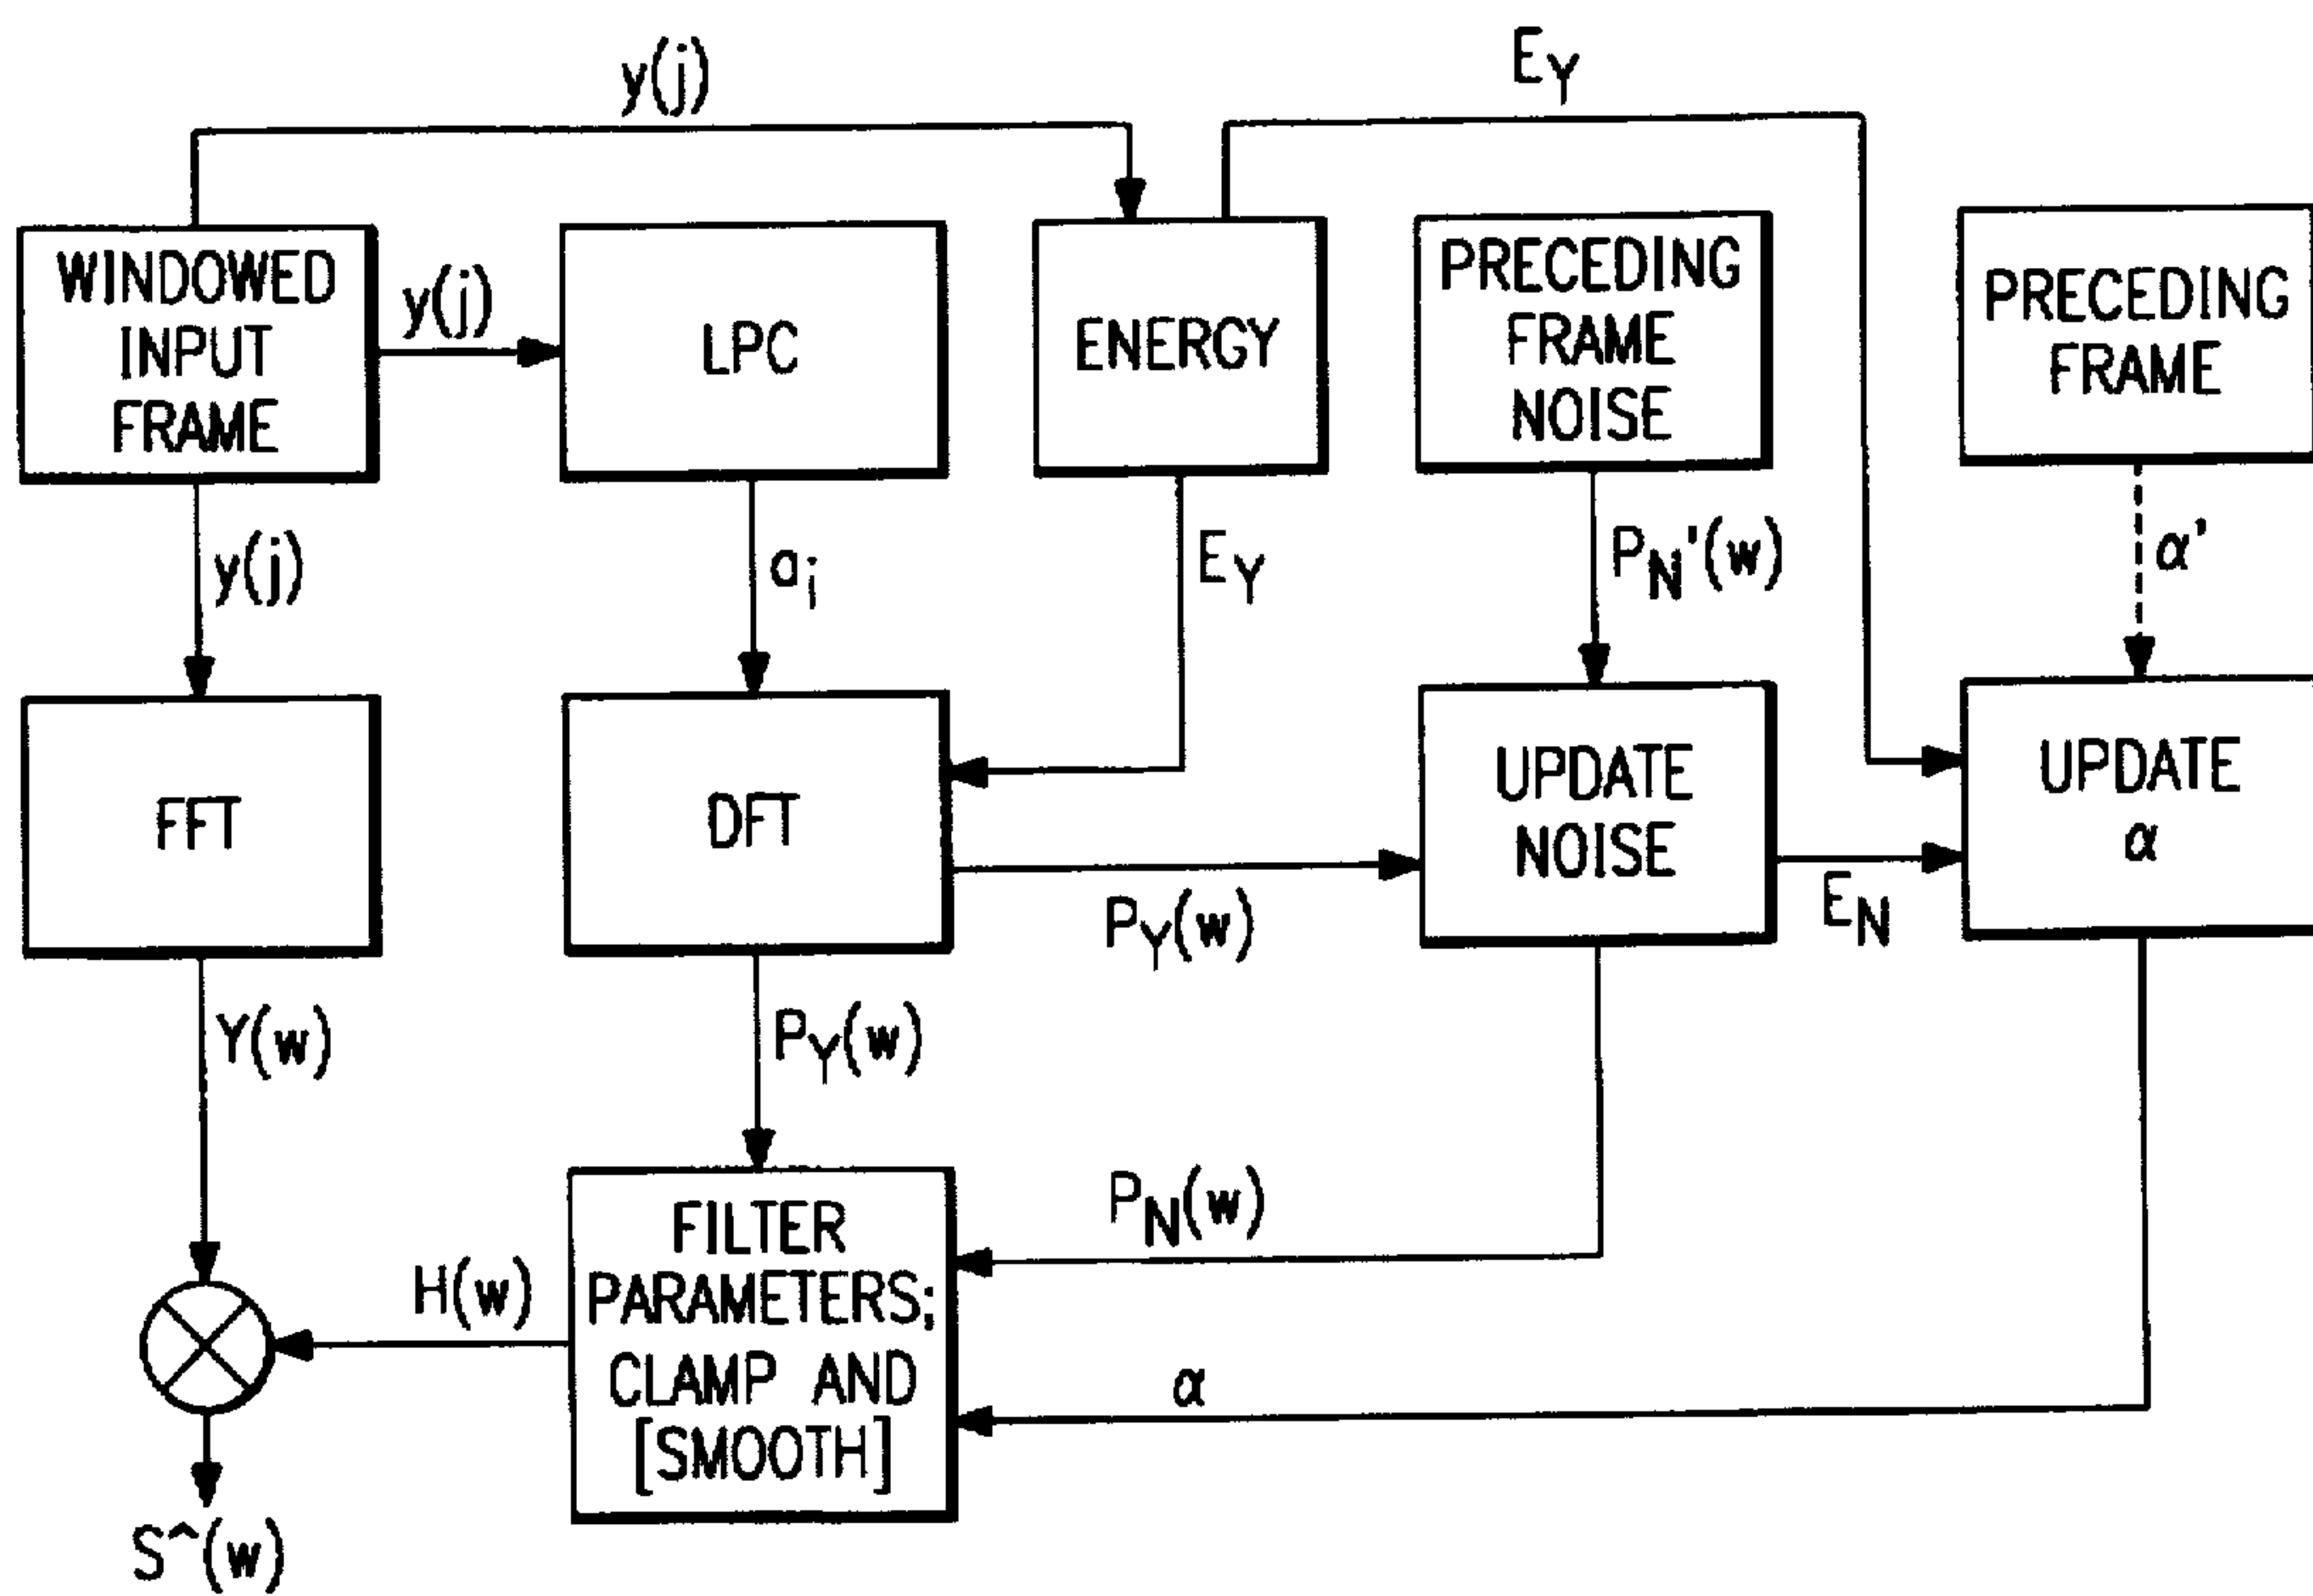 y(j)
E_Y
WINDOWED
INPUT
FRAME
y(j)
LPC
ENERGY
PRECEDING
FRAME
NOISE
PRECEDING
FRAME
y(j)
a_i
E_Y
P_N'(w)
α'
FFT
DFT
UPDATE
NOISE
UPDATE
α
P_Y(w)
E_N
Y(w)
P_Y(w)
P_N(w)
H(w)
FILTER
PARAMETERS;
CLAMP AND
[SMOOTH]
α
S^(w)